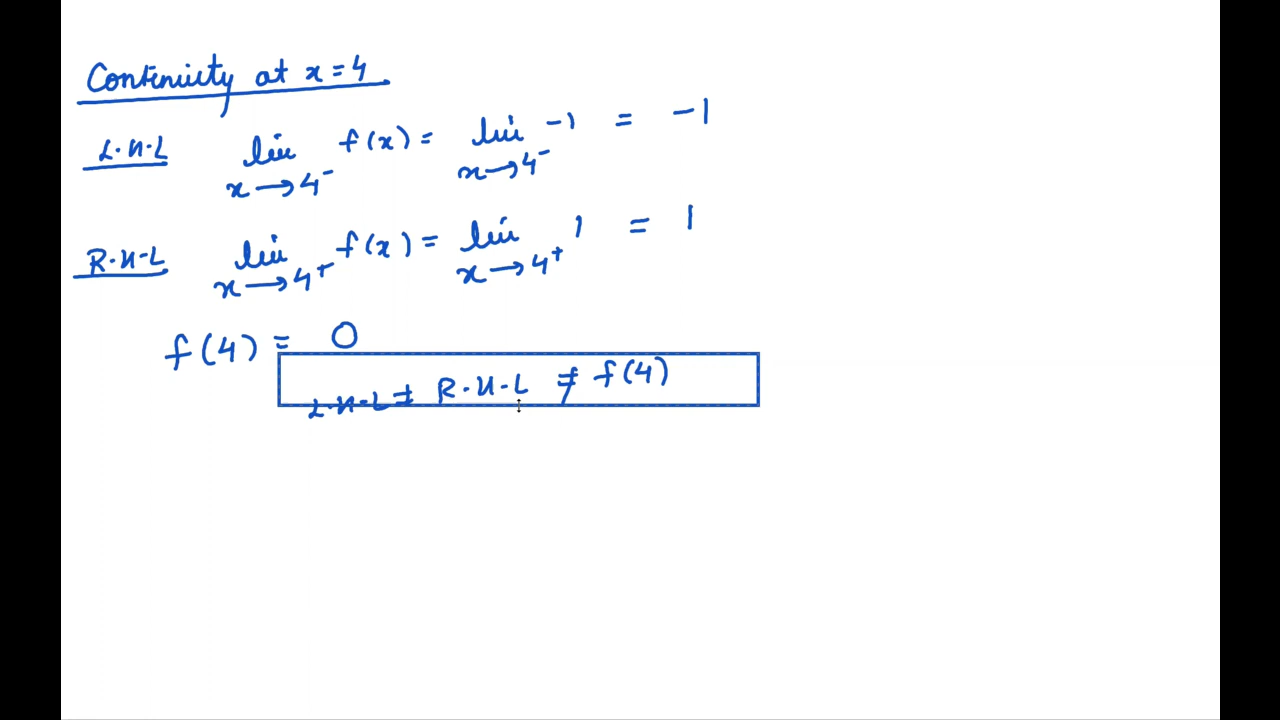 Continuity at x = 4
L.H.L lim x→4⁻ f(x) = lim x→4⁻ -1 = -1
R.H.L lim x→4⁺ f(x) = lim x→4⁺ 1 = 1
f(4) = 0
L.H.L ≠ R.H.L ≠ f(4)